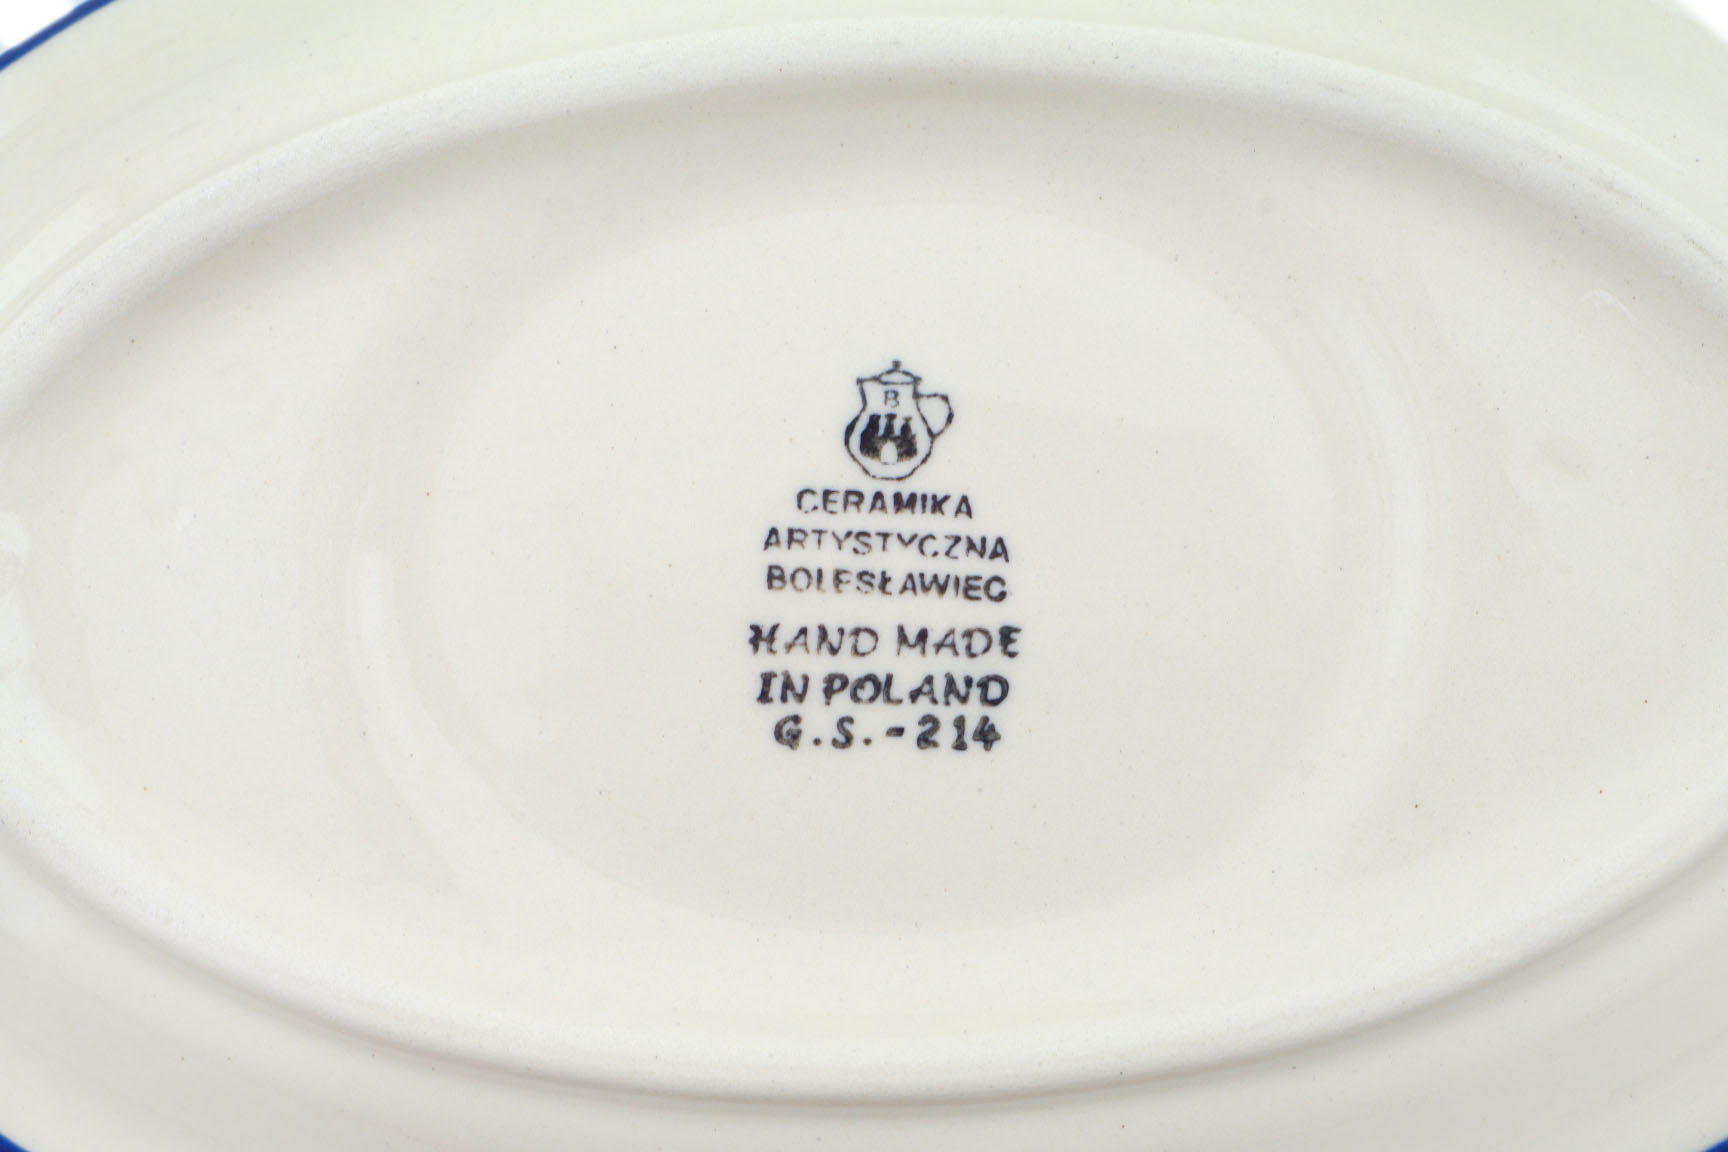 B
CERAMIKA
ARTYSTYCZNA
BOLESŁAWIEC
HAND MADE
IN POLAND
G.S.-214